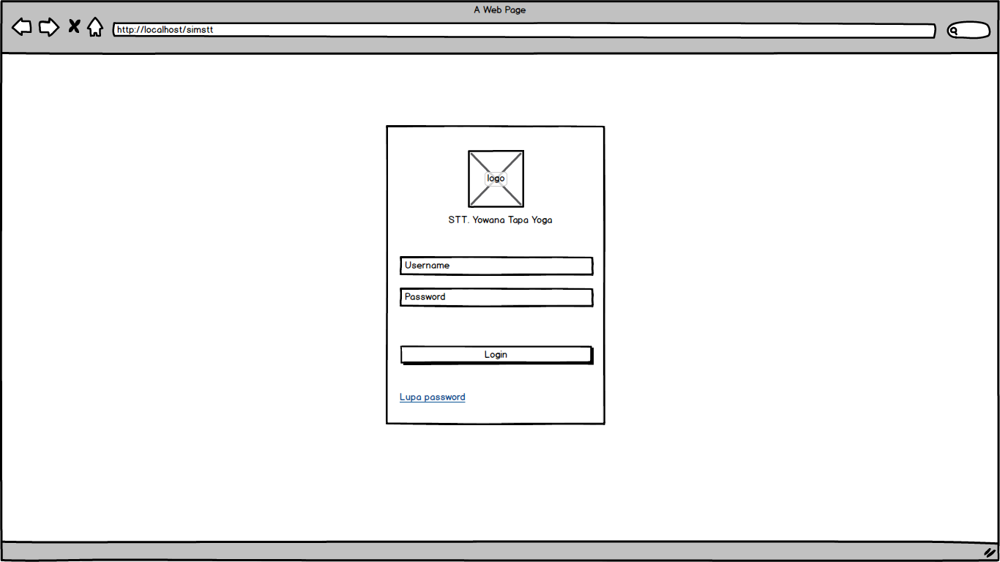 A Web Page
http://localhost/simstt
logo
STT. Yowana Tapa Yoga
Username
Password
Login
Lupa password